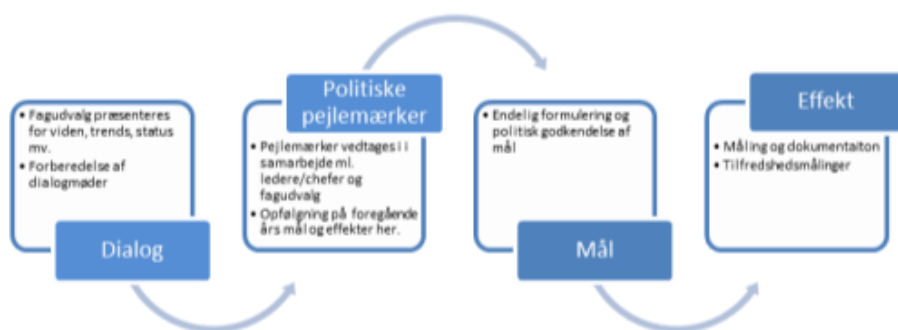 • Fagudvalg præsenteres
for viden, trends, status
mv.
• Forberedelse af
dialogmøder
Dialog
Politiske
pejlemærker
• Pejlemærker vedtages i i
samarbejde ml.
ledere/chefer og
fagudvalg
• Opfølgning på foregående
års mål og effekter her.
• Endelig formulering og
politisk godkendelse af
mål
Mål
Effekt
• Måling og dokumentaiton
• Tilfredshedsmålinger